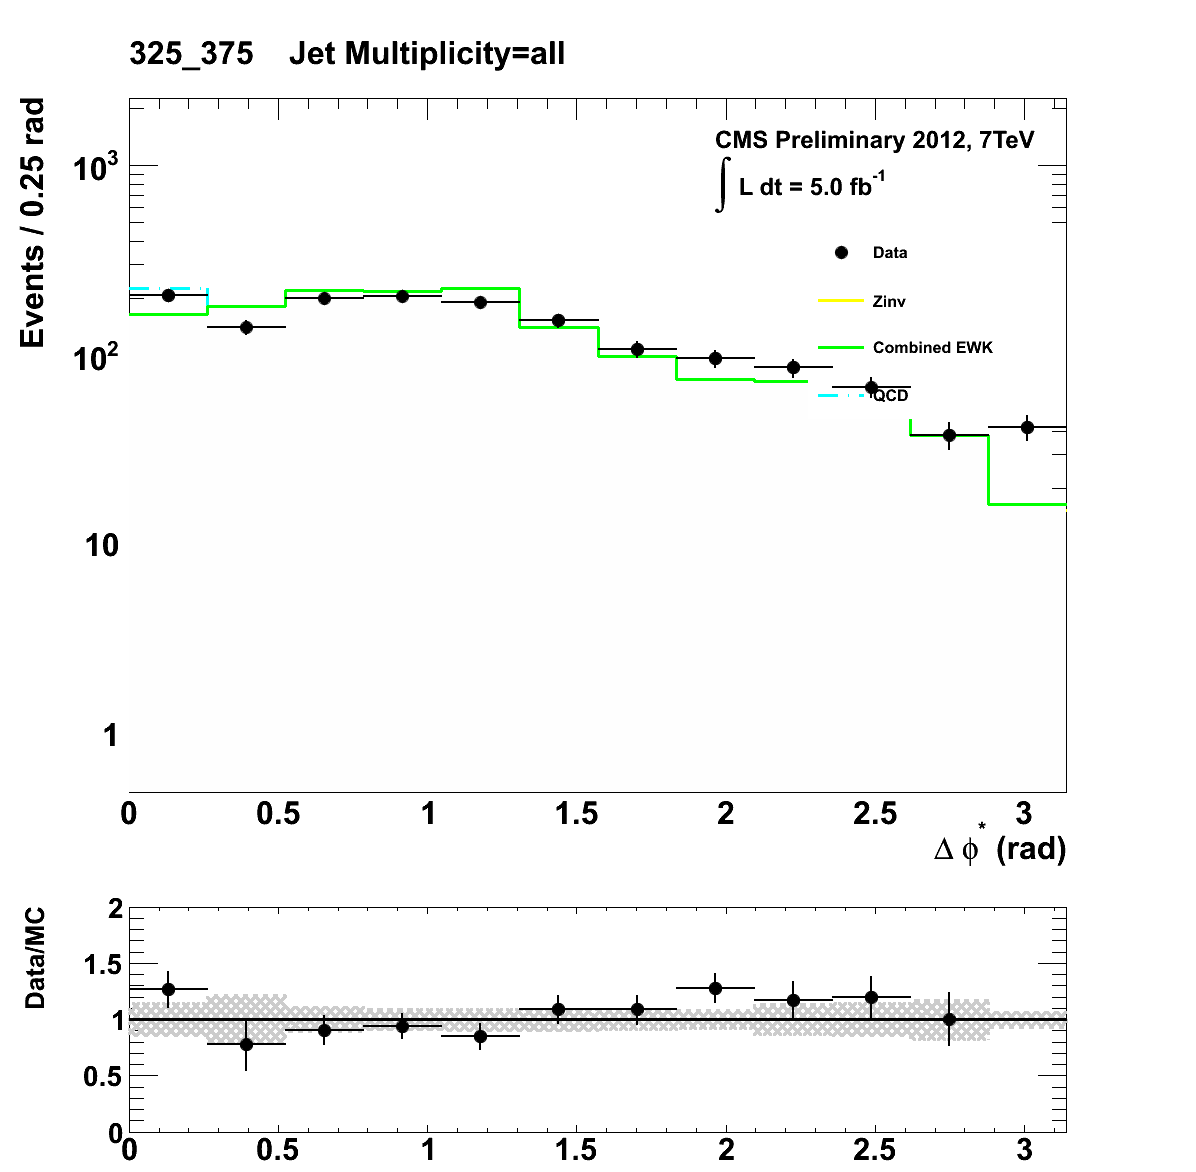 325_375 Jet Multiplicity=all
Events / 0.25 rad
CMS Preliminary 2012, 7TeV
∫ L dt = 5.0 fb⁻¹
Data
Zinv
Combined EWK
QCD
10³
10²
10
1
0 0.5 1 1.5 2 2.5 3
Δ ϕ* (rad)
Data/MC
2
1.5
1
0.5
0
0 0.5 1 1.5 2 2.5 3